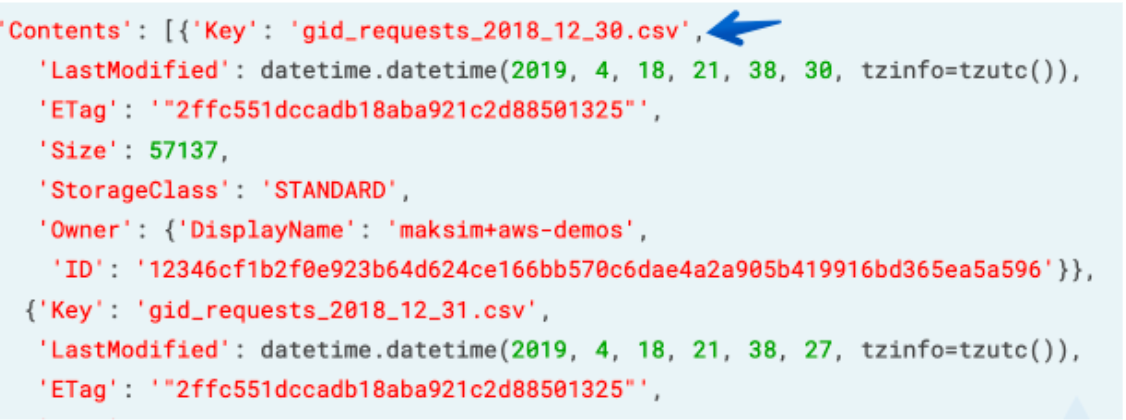 'Contents': [{'Key': 'gid_requests_2018_12_30.csv',
'LastModified': datetime.datetime(2019, 4, 18, 21, 38, 30, tzinfo=tzutc()),
'ETag': '"2ffc551dccadb18aba921c2d88501325"',
'Size': 57137,
'StorageClass': 'STANDARD',
'Owner': {'DisplayName': 'maksim+aws-demos',
'ID': '12346cf1b2f0e923b64d624ce166bb570c6dae4a2a905b419916bd365ea5a596'}},
{'Key': 'gid_requests_2018_12_31.csv',
'LastModified': datetime.datetime(2019, 4, 18, 21, 38, 27, tzinfo=tzutc()),
'ETag': '"2ffc551dccadb18aba921c2d88501325"',